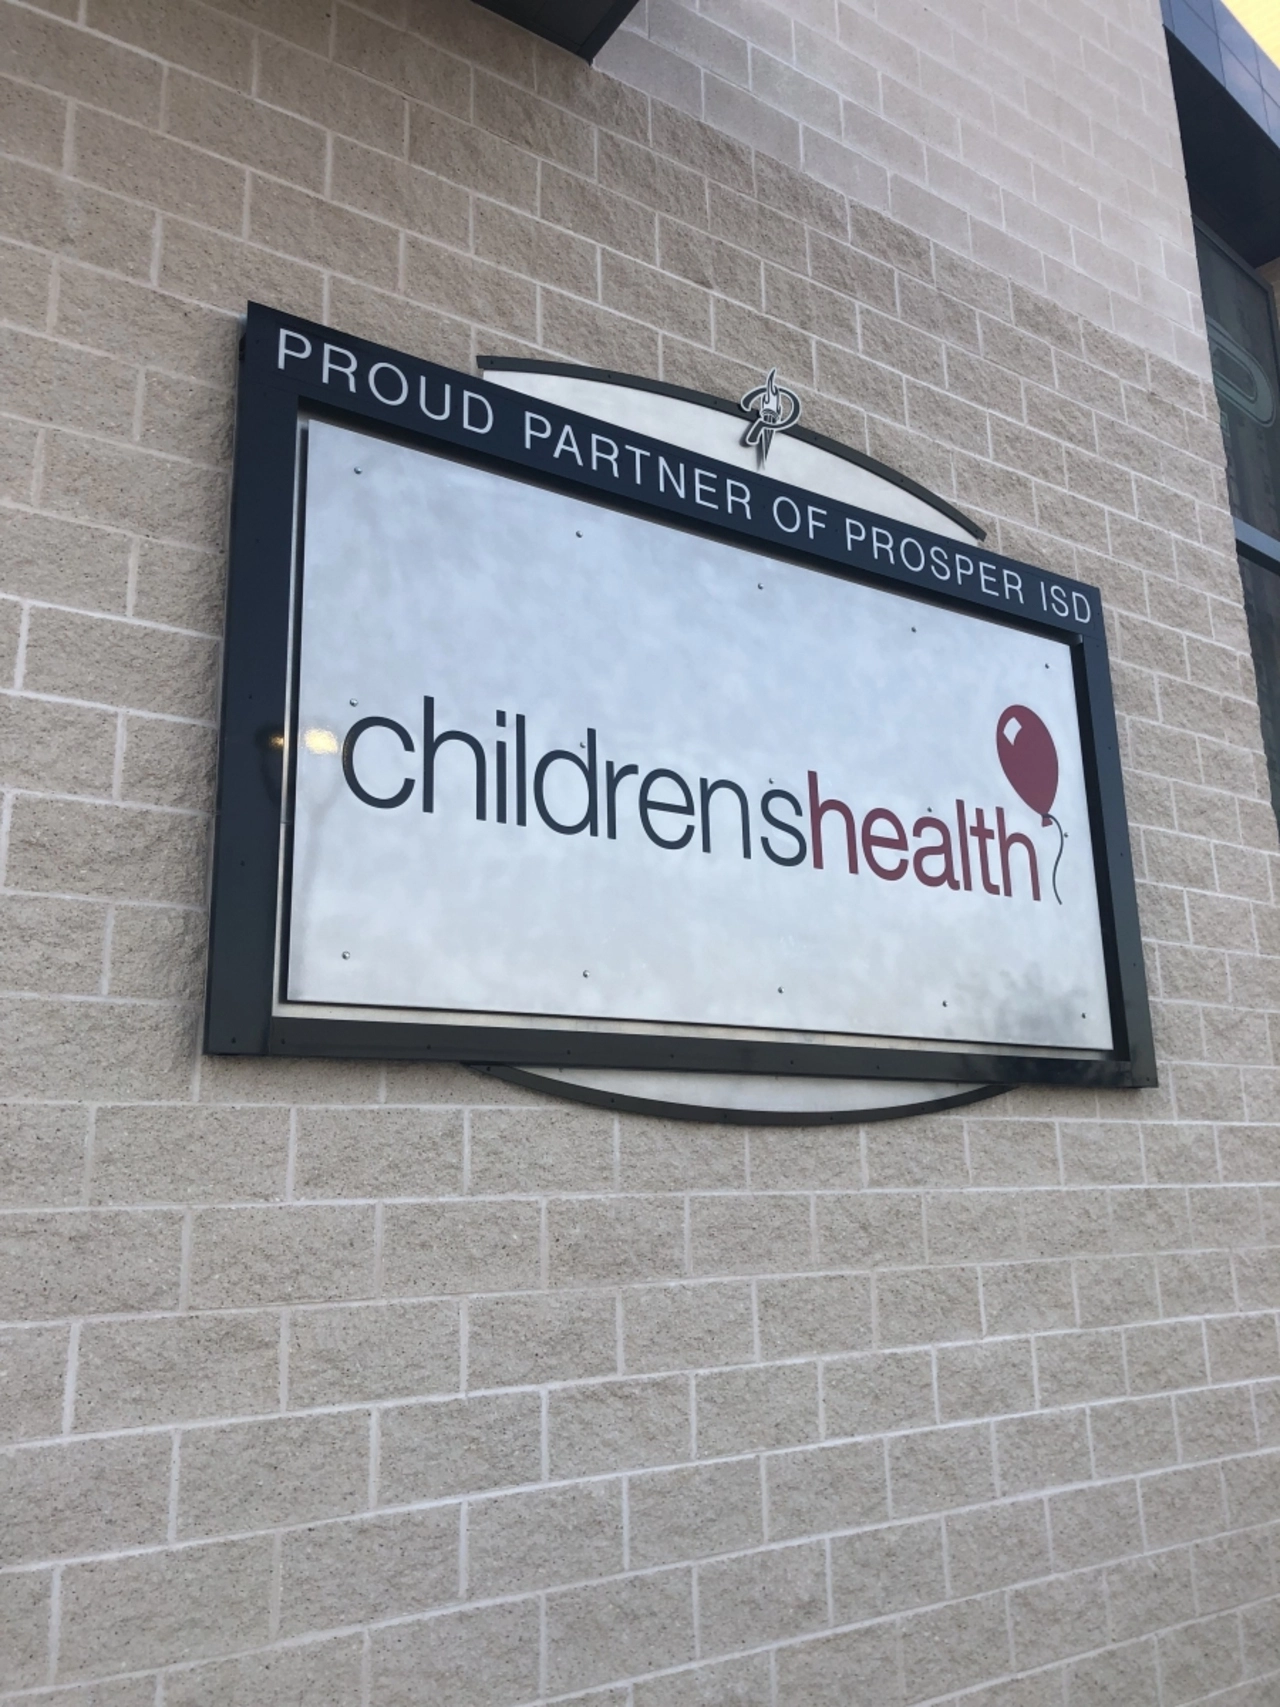 P
PROUD PARTNER OF PROSPER ISD
childrenshealth